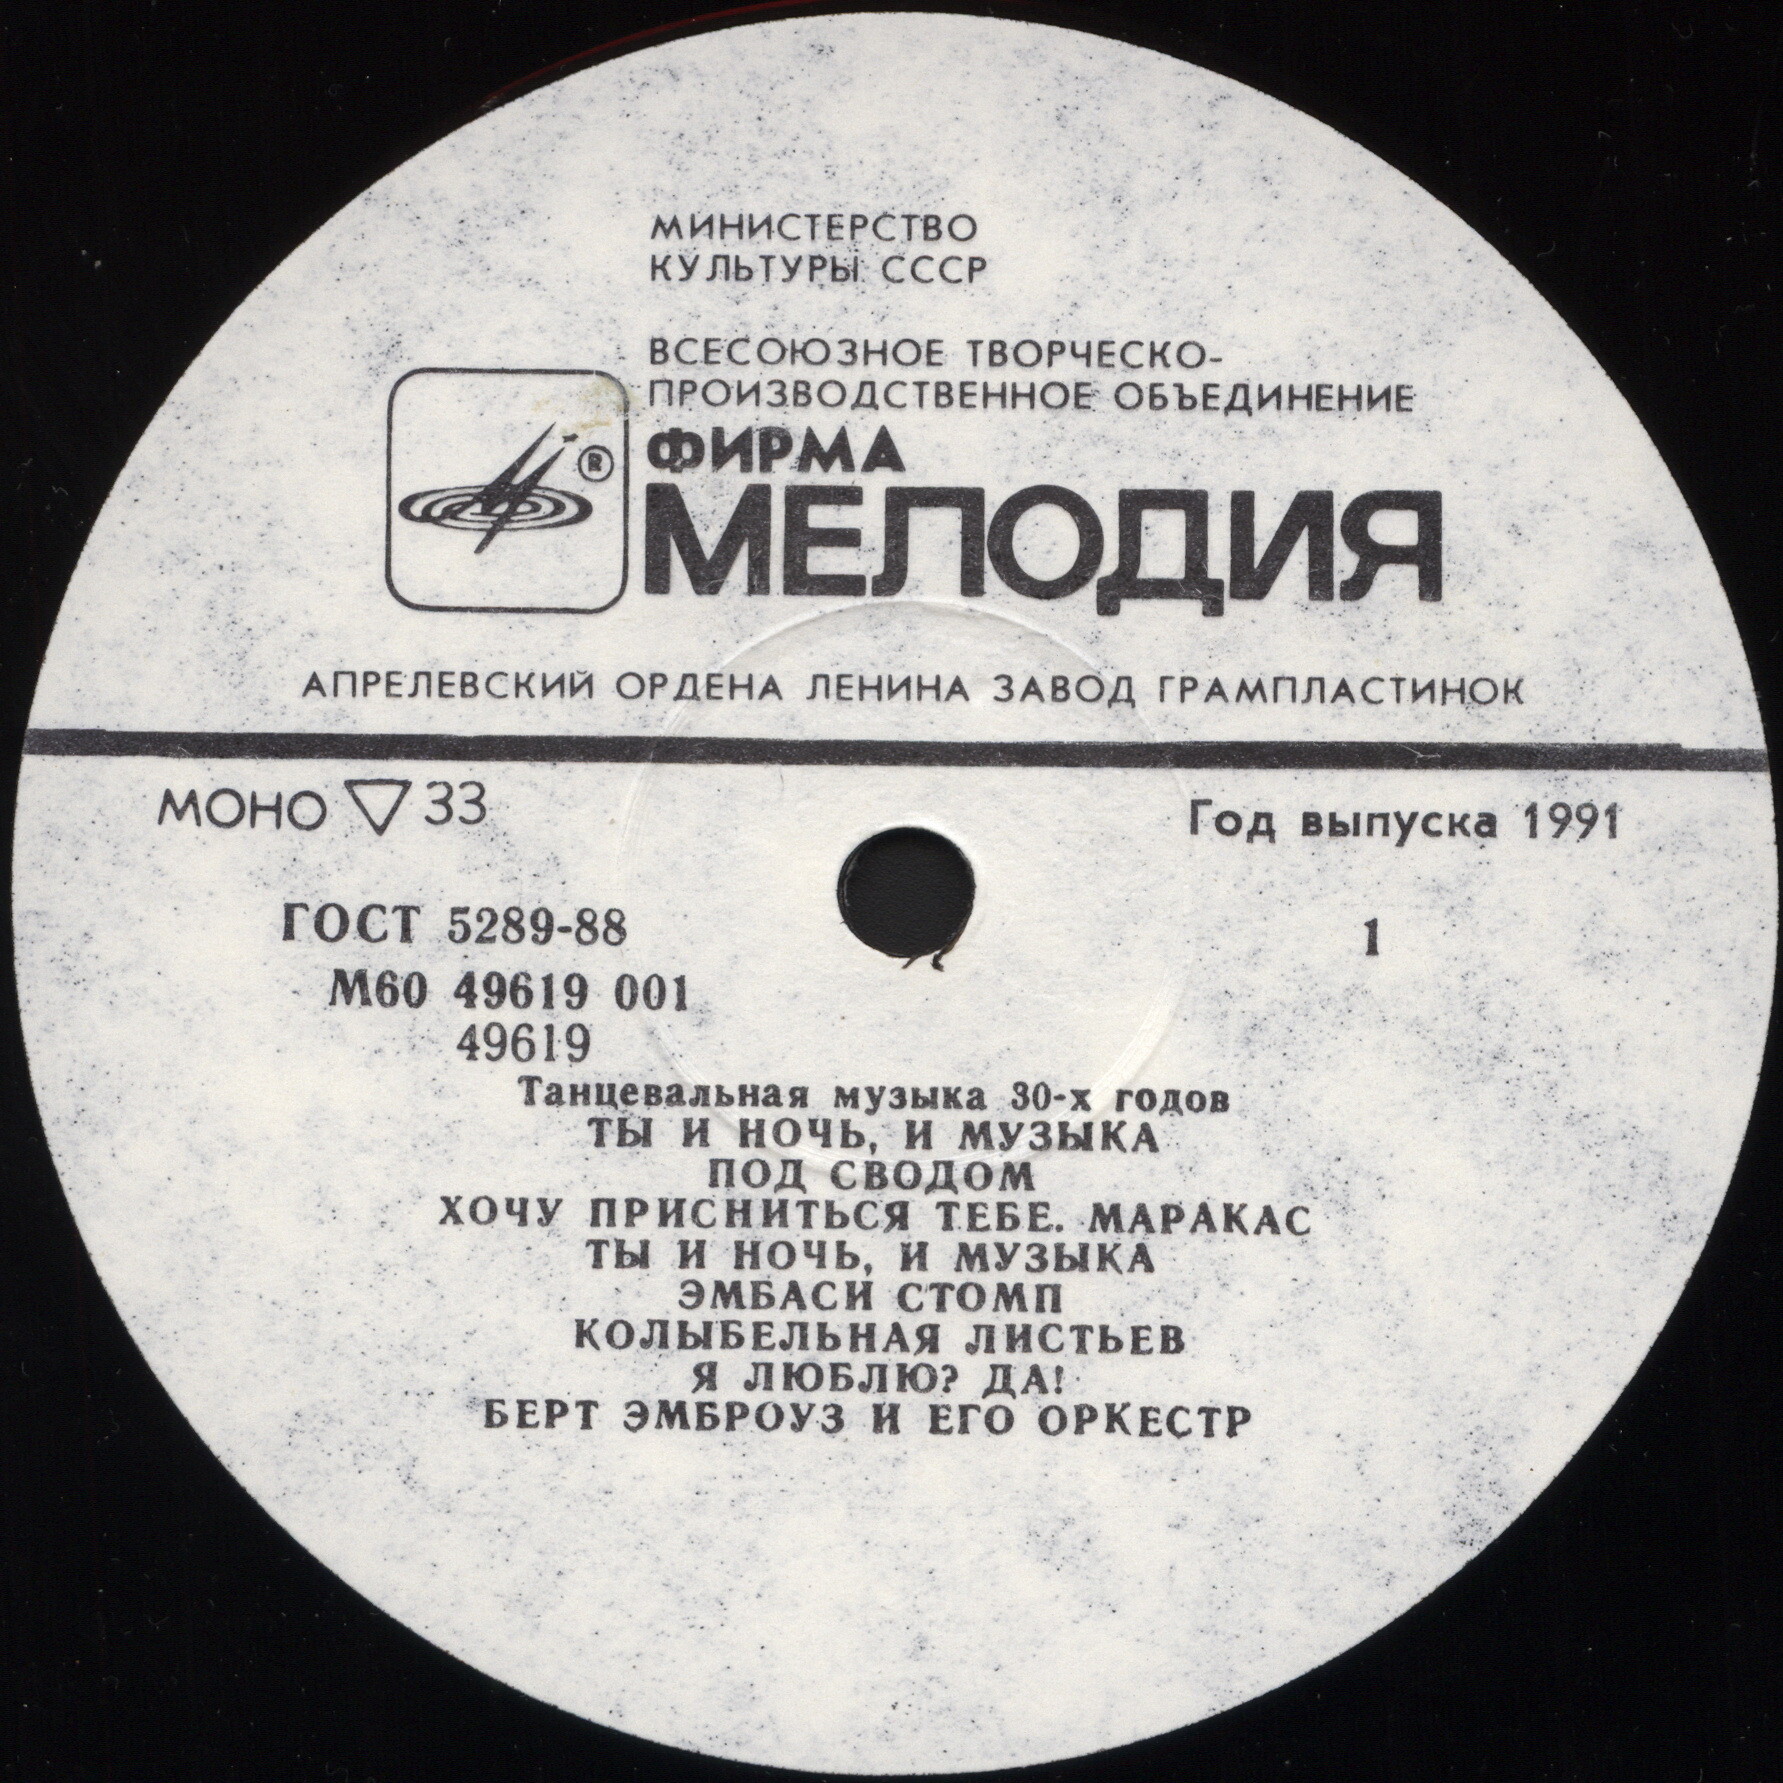 МИНИСТЕРСТВО
КУЛЬТУРЫ СССР
ВСЕСОЮЗНОЕ ТВОРЧЕСКО-
ПРОИЗВОДСТВЕННОЕ ОБЪЕДИНЕНИЕ
ФИРМА
®
МЕЛОДИЯ
АПРЕЛЕВСКИЙ ОРДЕНА ЛЕНИНА ЗАВОД ГРАМПЛАСТИНОК
МОНО ▽ 33
Год выпуска 1991
ГОСТ 5289-88
1
М60 49619 001
49619
Танцевальная музыка 30-х годов
ТЫ И НОЧЬ, И МУЗЫКА
ПОД СВОДОМ
ХОЧУ ПРИСНИТЬСЯ ТЕБЕ. МАРАКАС
ТЫ И НОЧЬ, И МУЗЫКА
ЭМБАСИ СТОМП
КОЛЫБЕЛЬНАЯ ЛИСТЬЕВ
Я ЛЮБЛЮ? ДА!
БЕРТ ЭМБРОУЗ И ЕГО ОРКЕСТР